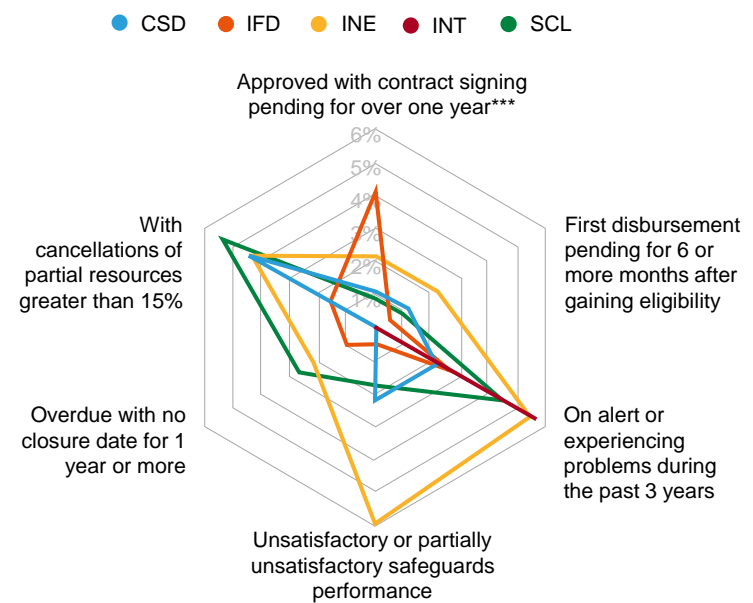 CSD IFD INE INT SCL
Approved with contract signing
pending for over one year***
6%
5%
4%
3%
2%
1%
With
cancellations of
partial resources
greater than 15%
First disbursement
pending for 6 or
more months after
gaining eligibility
Overdue with no
closure date for 1
year or more
On alert or
experiencing
problems during
the past 3 years
Unsatisfactory or partially
unsatisfactory safeguards
performance